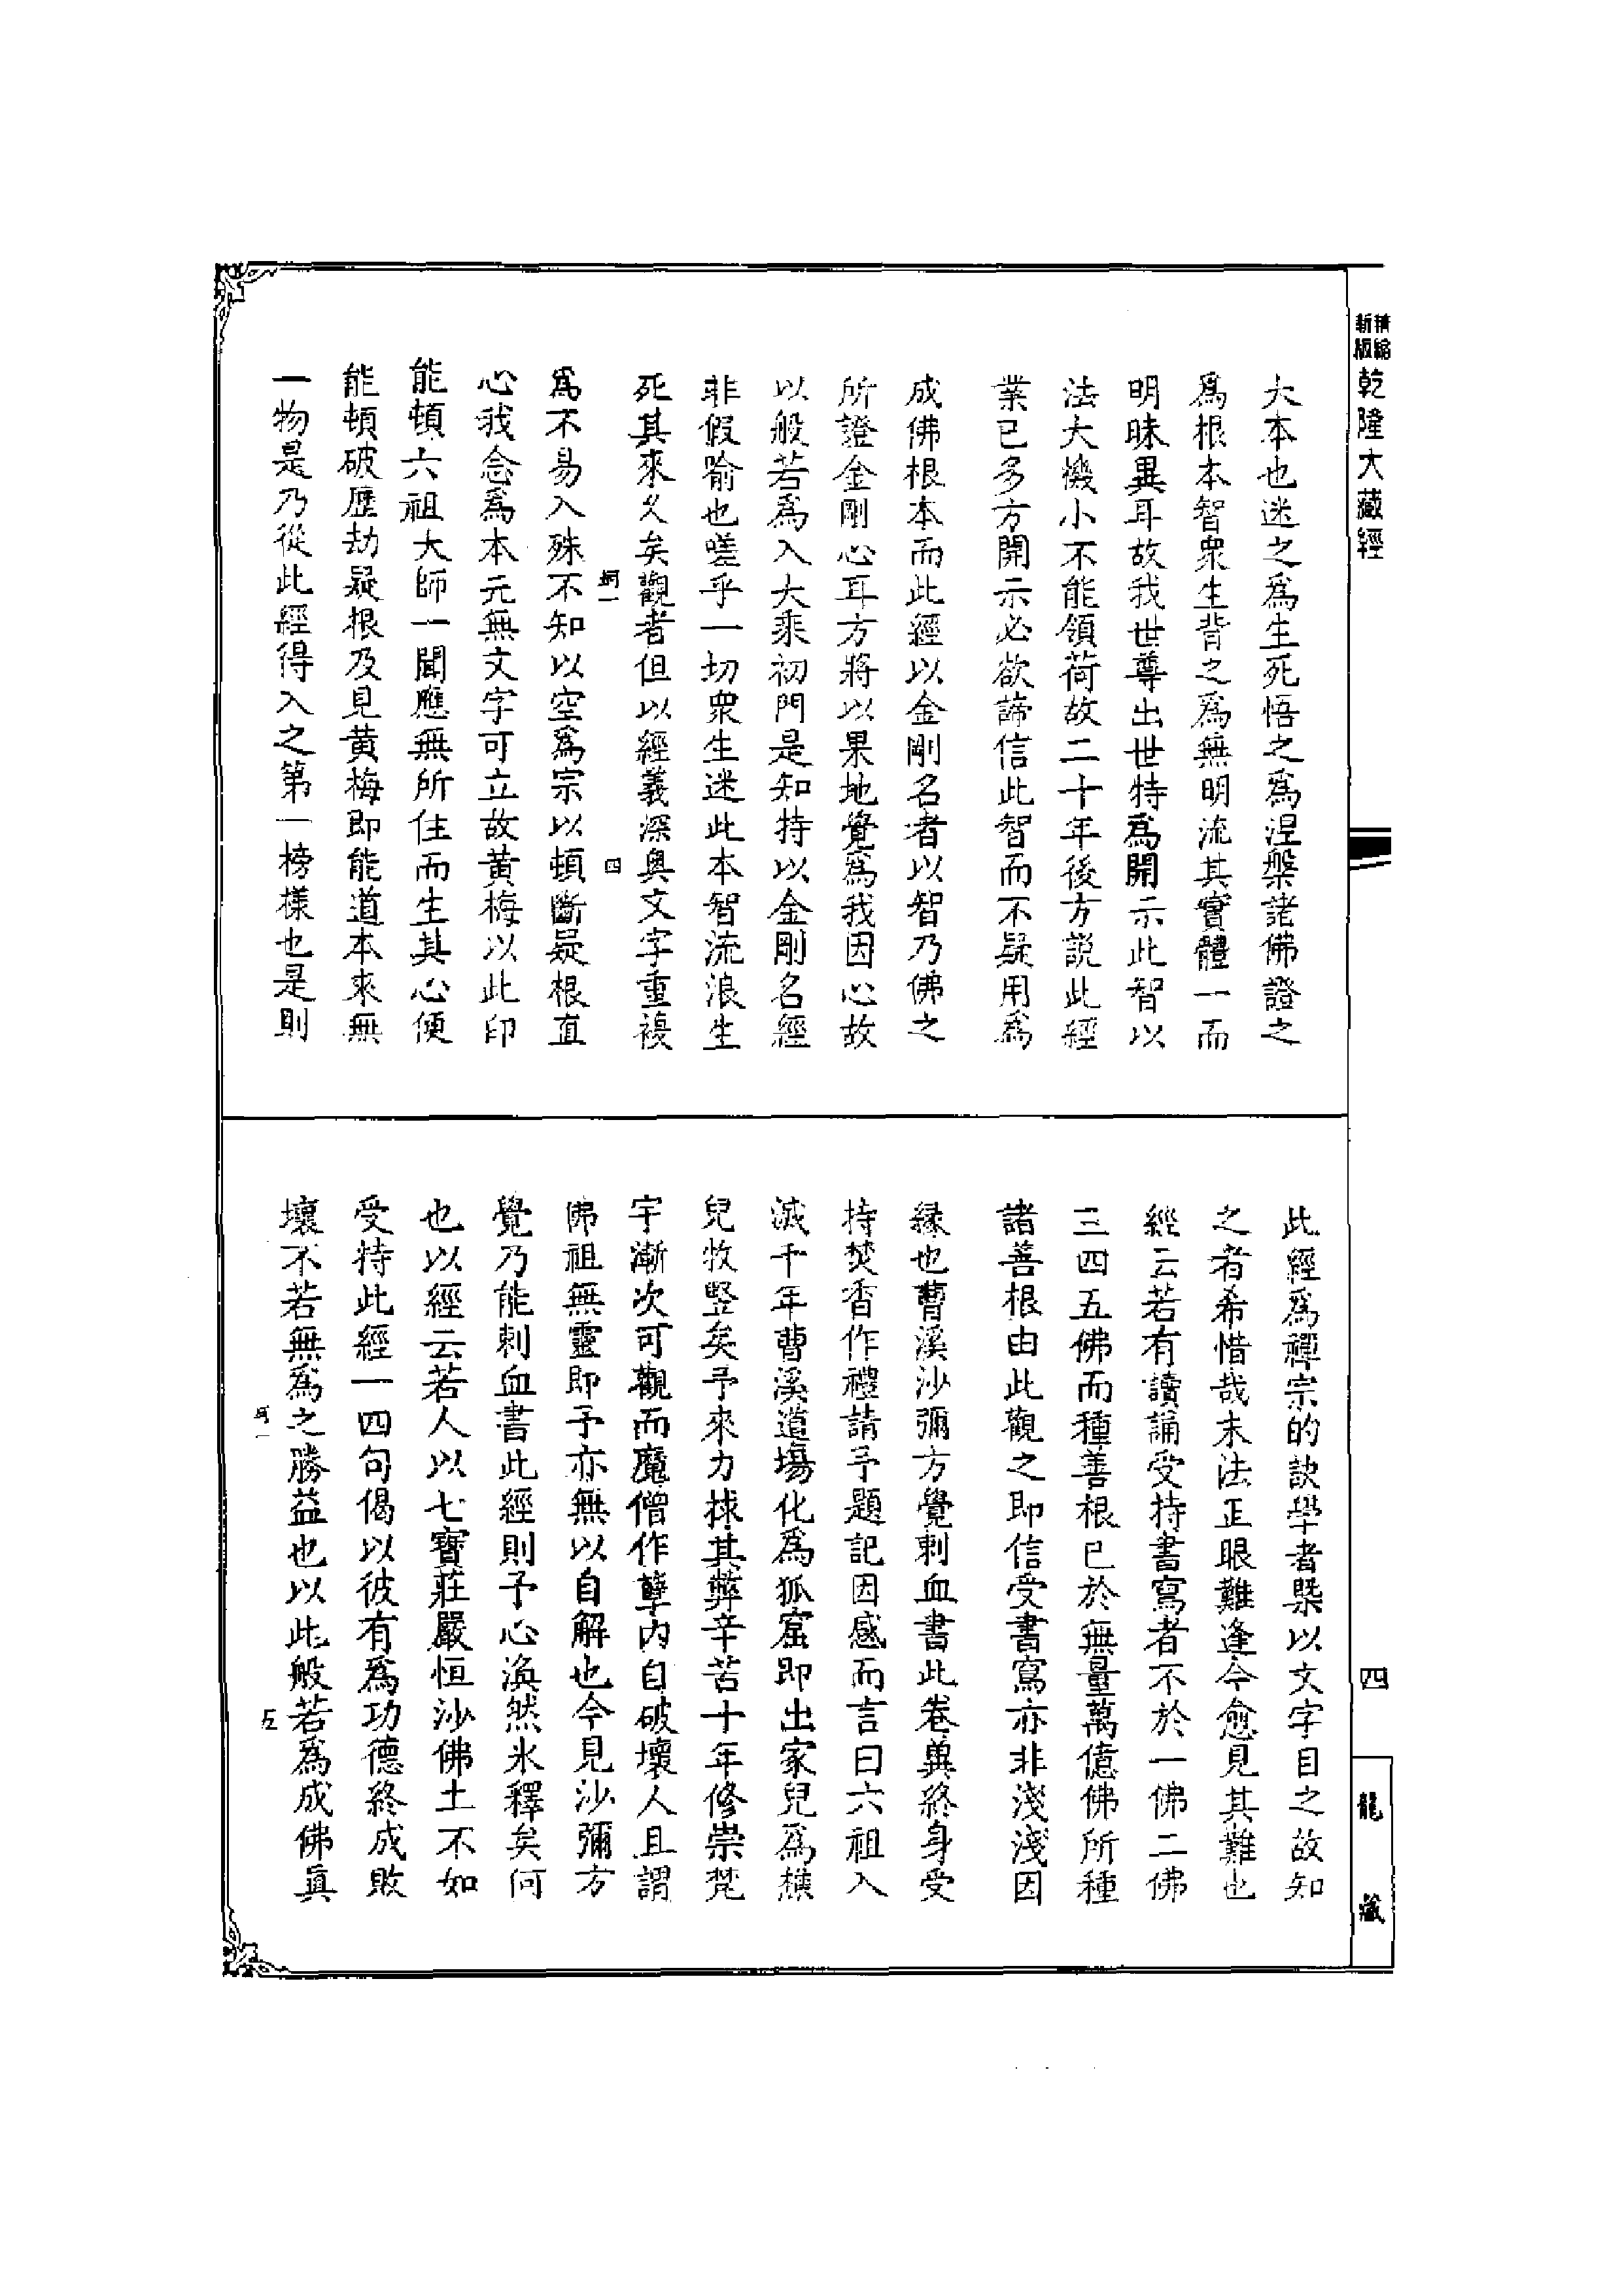 精縮
新版
乾隆大藏經
大本也迷之爲生死悟之爲涅槃諸佛證之
爲根本智衆生背之爲無明流其實體一而
明昧異耳故我世尊出世特爲開示此智以
法大機小不能領荷故二十年後方説此經
業已多方開示必欲諦信此智而不疑用爲
成佛根本而此經以金剛名者以智乃佛之
所證金剛心耳方將以果地覺爲我因心故
以般若爲入大乘初門是知持以金剛名經
非假喻也嗟乎一切衆生迷此本智流浪生
死其來久矣觀者但以經義深奥文字重複
四
爲不易入殊不知以空爲宗以頓斷疑根直
心我念爲本元無文字可立故黄梅以此印
能頓六祖大師一聞應無所住而生其心便
能頓破歷劫疑根及見黄梅即能道本來無
一物是乃從此經得入之第一榜樣也是則
此經爲禪宗的訣學者槩以文字目之故知
之者希惜哉末法正眼難逢今愈見其難也
經云若有讀誦受持書寫者不於一佛二佛
三四五佛而種善根已於無量萬億佛所種
諸善根由此觀之即信受書寫亦非淺淺因
緣也曹溪沙彌方覺刺血書此卷兾終身受
持焚香作禮請予題記因感而言曰六祖入
滅千年曹溪道塲化爲狐窟即出家兒爲樵
兒牧豎矣予來力捄其弊辛苦十年修崇梵
宇漸次可觀而魔僧作孽内自破壞人且謂
佛祖無靈即予亦無以自解也今見沙彌方
覺乃能刺血書此經則予心渙然氷釋矣何
也以經云若人以七寶莊嚴恒沙佛土不如
受持此經一四句偈以彼有爲功德終成敗
壞不若無爲之勝益也以此般若爲成佛真
四
龍藏